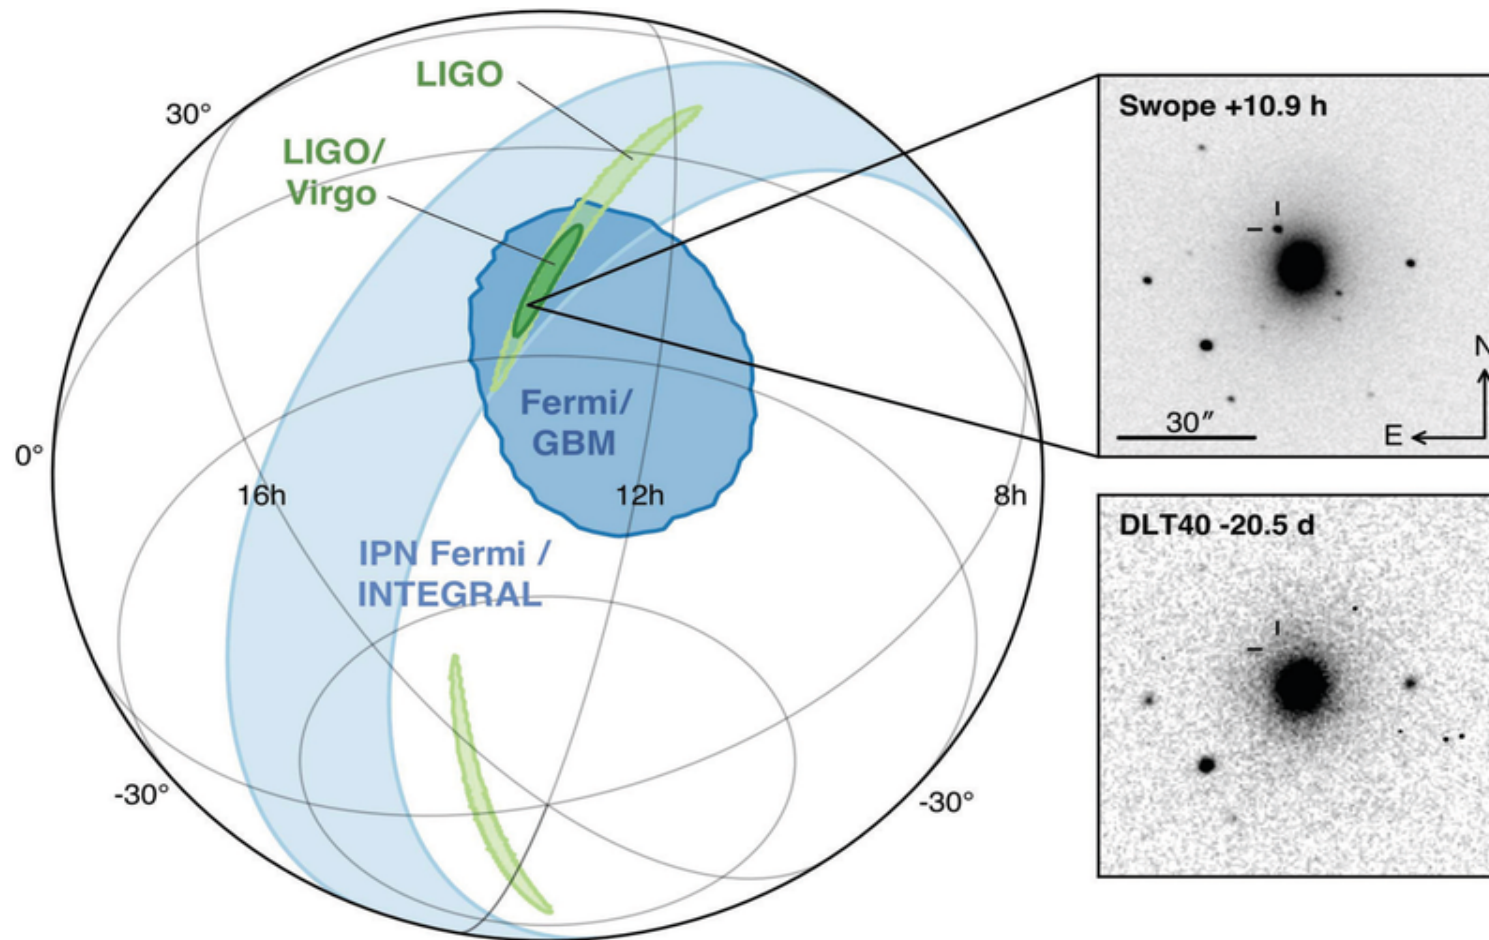 LIGO
30°
LIGO/
Virgo
Fermi/
GBM
0°
16h
12h
8h
IPN Fermi /
INTEGRAL
-30°
-30°
Swope +10.9 h
30″
N
E
DLT40 -20.5 d